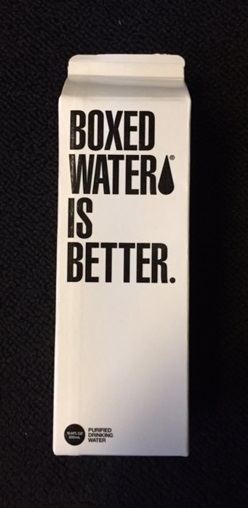 BOXED
WATER®
IS
BETTER.
PURIFIED
DRINKING
WATER